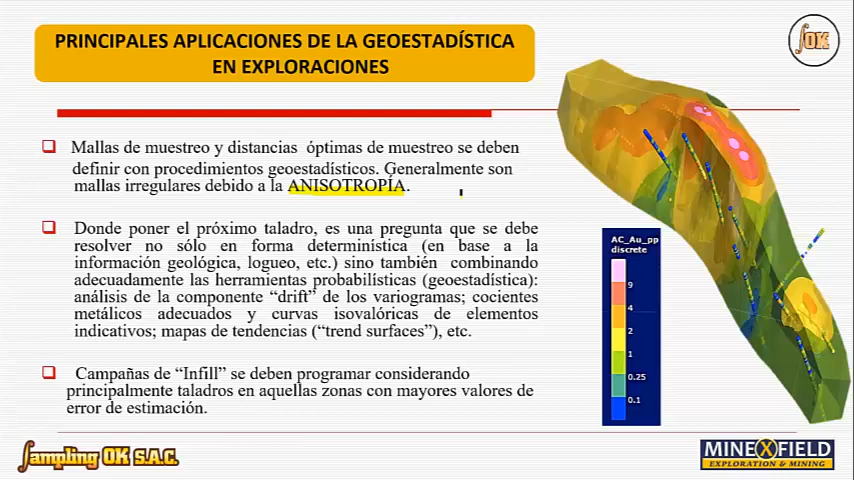 PRINCIPALES APLICACIONES DE LA GEOESTADÍSTICA
EN EXPLORACIONES
OK
Mallas de muestreo y distancias óptimas de muestreo se deben
definir con procedimientos geoestadísticos. Generalmente son
mallas irregulares debido a la ANISOTROPÍA.
Donde poner el próximo taladro, es una pregunta que se debe
resolver no sólo en forma determinística (en base a la
información geológica, logueo, etc.) sino también combinando
adecuadamente las herramientas probabilísticas (geoestadística):
análisis de la componente “drift” de los variogramas; cocientes
metálicos adecuados y curvas isovalóricas de elementos
indicativos; mapas de tendencias (“trend surfaces”), etc.
Campañas de “Infill” se deben programar considerando
principalmente taladros en aquellas zonas con mayores valores de
error de estimación.
AC_Au_pp
discrete
9
4
2
1
0.25
0.1
Sampling OK S.A.C.
MINEXFIELD
EXPLORATION & MINING